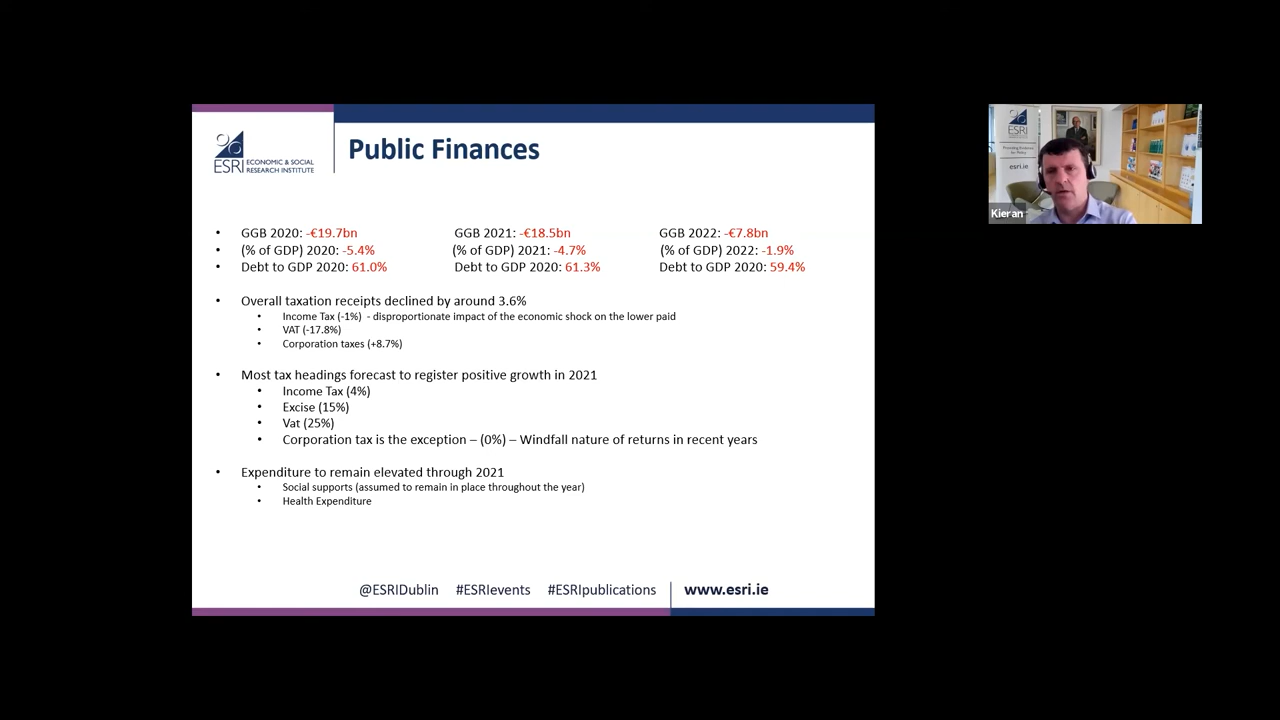 ESRI ECONOMIC & SOCIAL
RESEARCH INSTITUTE
Public Finances
• GGB 2020: -€19.7bn GGB 2021: -€18.5bn GGB 2022: -€7.8bn
• (% of GDP) 2020: -5.4% (% of GDP) 2021: -4.7% (% of GDP) 2022: -1.9%
• Debt to GDP 2020: 61.0% Debt to GDP 2020: 61.3% Debt to GDP 2020: 59.4%
• Overall taxation receipts declined by around 3.6%
• Income Tax (-1%) - disproportionate impact of the economic shock on the lower paid
• VAT (-17.8%)
• Corporation taxes (+8.7%)
• Most tax headings forecast to register positive growth in 2021
• Income Tax (4%)
• Excise (15%)
• Vat (25%)
• Corporation tax is the exception – (0%) – Windfall nature of returns in recent years
• Expenditure to remain elevated through 2021
• Social supports (assumed to remain in place throughout the year)
• Health Expenditure
@ESRIDublin #ESRIevents #ESRIpublications www.esri.ie
ESRI
esri.ie
Kieran